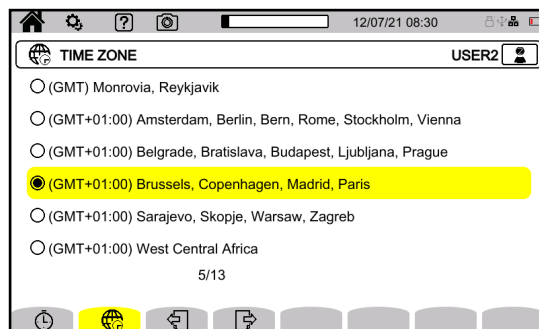 ? 12/07/21 08:30
TIME ZONE USER2
(GMT) Monrovia, Reykjavik
(GMT+01:00) Amsterdam, Berlin, Bern, Rome, Stockholm, Vienna
(GMT+01:00) Belgrade, Bratislava, Budapest, Ljubljana, Prague
(GMT+01:00) Brussels, Copenhagen, Madrid, Paris
(GMT+01:00) Sarajevo, Skopje, Warsaw, Zagreb
(GMT+01:00) West Central Africa
5/13